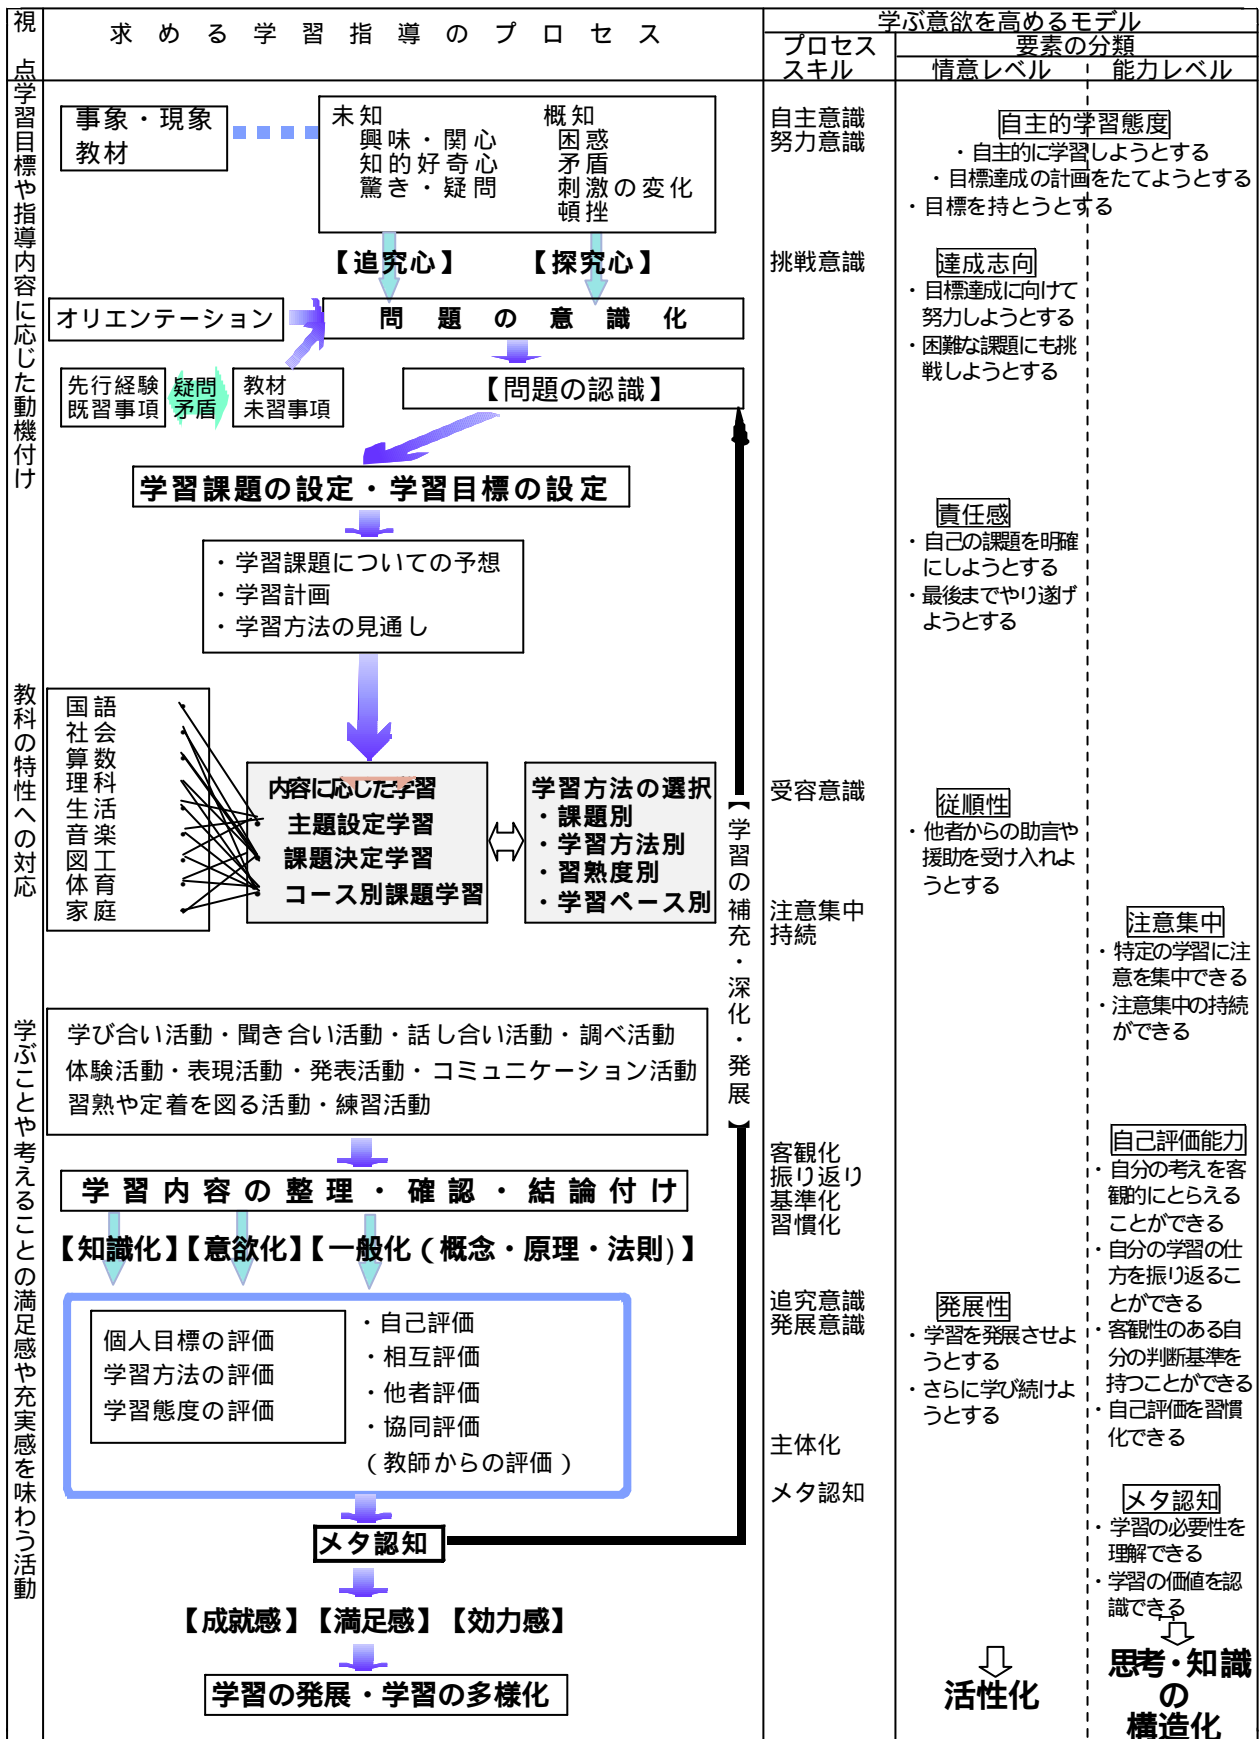 視点
求める学習指導のプロセス
学ぶ意欲を高めるモデル
プロセス
スキル
要素の分類
情意レベル
能力レベル
学習目標や指導内容に応じた動機付け
事象・現象
教材
未知
興味・関心
知的好奇心
驚き・疑問
概知
困惑
矛盾
刺激の変化
頓挫
【追究心】
【探究心】
オリエンテーション
問題の意識化
先行経験
既習事項
疑問
矛盾
教材
未習事項
【問題の認識】
学習課題の設定・学習目標の設定
・学習課題についての予想
・学習計画
・学習方法の見通し
自主意識
努力意識
自主的学習態度
・自主的に学習しようとする
・目標達成の計画をたてようとする
・目標を持とうとする
挑戦意識
達成志向
・目標達成に向けて
努力しようとする
・困難な課題にも挑
戦しようとする
責任感
・自己の課題を明確
にしようとする
・最後までやり遂げ
ようとする
教科の特性への対応
国語
社会
算数
理科
生活
音楽
図工
体育
家庭
内容に応じた学習
主題設定学習
課題決定学習
コース別課題学習
学習方法の選択
・課題別
・学習方法別
・習熟度別
・学習ペース別
【学習の補充・深化・発展】
受容意識
従順性
・他者からの助言や
援助を受け入れよ
うとする
注意集中
持続
注意集中
・特定の学習に注
意を集中できる
・注意集中の持続
ができる
学ぶことや考えることの満足感や充実感を味わう活動
学び合い活動・聞き合い活動・話し合い活動・調べ活動
体験活動・表現活動・発表活動・コミュニケーション活動
習熟や定着を図る活動・練習活動
学習内容の整理・確認・結論付け
【知識化】【意欲化】【一般化（概念・原理・法則)】
個人目標の評価
学習方法の評価
学習態度の評価
・自己評価
・相互評価
・他者評価
・協同評価
（教師からの評価）
メタ認知
【成就感】【満足感】【効力感】
学習の発展・学習の多様化
客観化
振り返り
基準化
習慣化
自己評価能力
・自分の考えを客
観的にとらえる
ことができる
・自分の学習の仕
方を振り返るこ
とができる
・客観性のある自
分の判断基準を
持つことができる
・自己評価を習慣
化できる
追究意識
発展意識
発展性
・学習を発展させよ
うとする
・さらに学び続けよ
うとする
主体化
メタ認知
メタ認知
・学習の必要性を
理解できる
・学習の価値を認
識できる
活性化
思考・知識
の
構造化